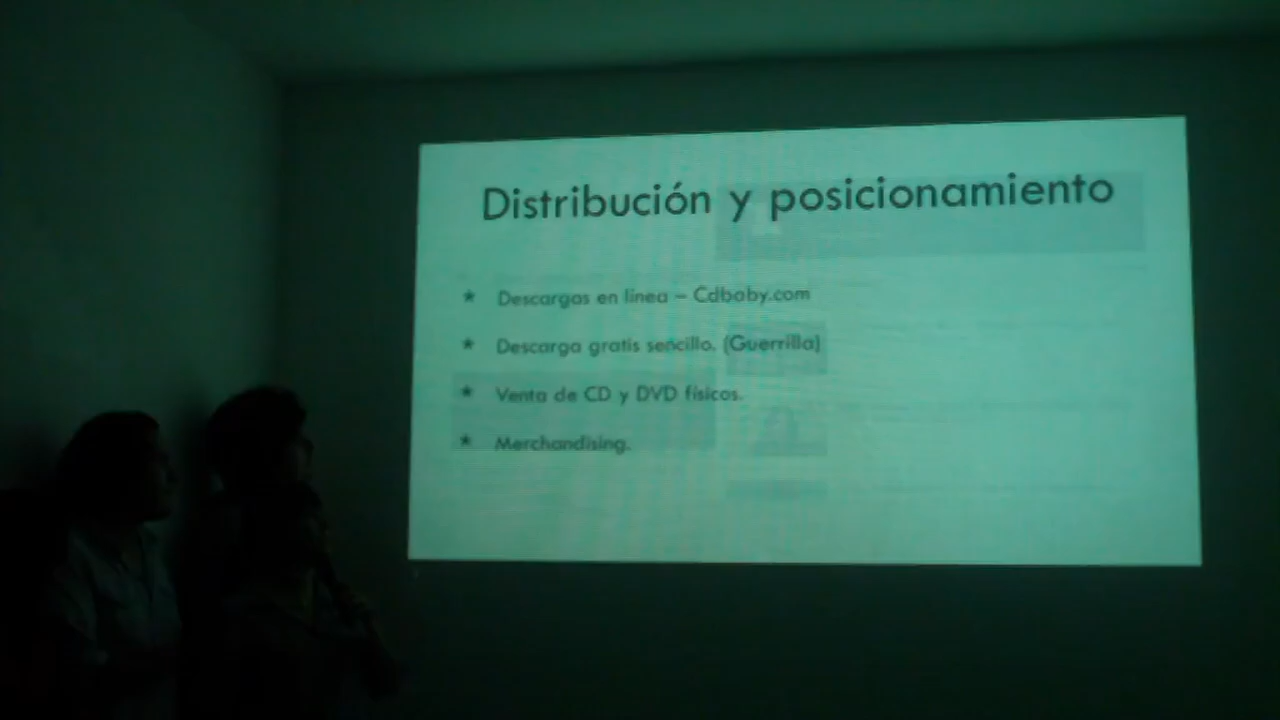 Distribución y posicionamiento
* Descargas en línea – Cdbaby.com
* Descarga gratis sencillo. (Guerrilla)
* Venta de CD y DVD físicos.
* Merchandising.